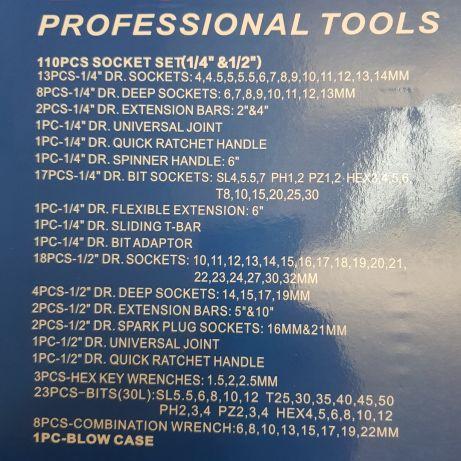 PROFESSIONAL TOOLS
110PCS SOCKET SET(1/4" &1/2")
13PCS-1/4" DR. SOCKETS: 4,4.5,5,5.5,6,7,8,9,10,11,12,13,14MM
8PCS-1/4" DR. DEEP SOCKETS: 6,7,8,9,10,11,12,13MM
2PCS-1/4" DR. EXTENSION BARS: 2"&4"
1PC-1/4" DR. UNIVERSAL JOINT
1PC-1/4" DR. QUICK RATCHET HANDLE
1PC-1/4" DR. SPINNER HANDLE: 6"
17PCS-1/4" DR. BIT SOCKETS: SL4,5.5,7 PH1,2 PZ1,2 HEX3,4,5,6,
T8,10,15,20,25,30
1PC-1/4" DR. FLEXIBLE EXTENSION: 6"
1PC-1/4" DR. SLIDING T-BAR
1PC-1/4" DR. BIT ADAPTOR
18PCS-1/2" DR. SOCKETS: 10,11,12,13,14,15,16,17,18,19,20,21,
22,23,24,27,30,32MM
4PCS-1/2" DR. DEEP SOCKETS: 14,15,17,19MM
2PCS-1/2" DR. EXTENSION BARS: 5"&10"
2PCS-1/2" DR. SPARK PLUG SOCKETS: 16MM&21MM
1PC-1/2" DR. UNIVERSAL JOINT
1PC-1/2" DR. QUICK RATCHET HANDLE
3PCS-HEX KEY WRENCHES: 1.5,2,2.5MM
23PCS-BITS(30L):SL5.5,6,8,10,12 T25,30,35,40,45,50
PH2,3,4 PZ2,3,4 HEX4,5,6,8,10,12
8PCS-COMBINATION WRENCH:6,8,10,13,15,17,19,22MM
1PC-BLOW CASE